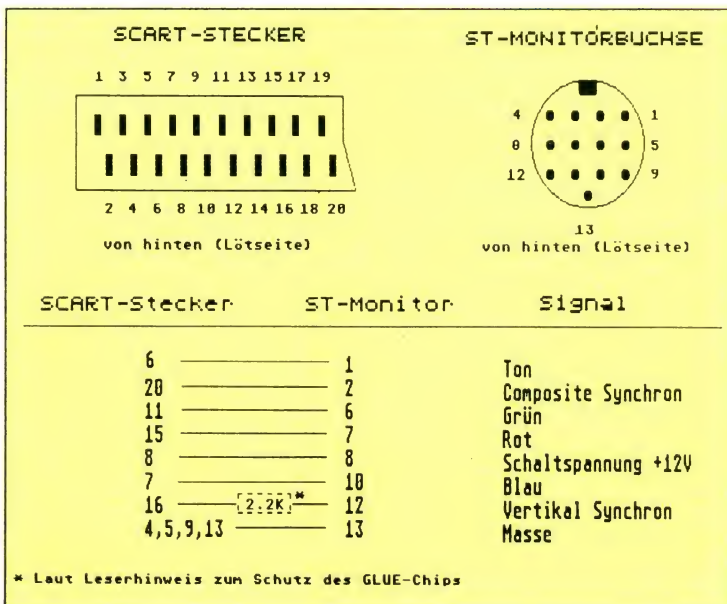 SCART-STECKER
ST-MONITORBUCHSE
1 3 5 7 9 11 13 15 17 19
4 1
8 5
12 9
2 4 6 8 10 12 14 16 18 20
13
von hinten (Lötseite)
von hinten (Lötseite)
SCART-Stecker ST-Monitor Signal
6 1 Ton
20 2 Composite Synchron
11 6 Grün
15 7 Rot
8 8 Schaltspannung +12V
7 10 Blau
16 2.2K* 12 Vertikal Synchron
4,5,9,13 13 Masse
* Laut Leserhinweis zum Schutz des GLUE-Chips